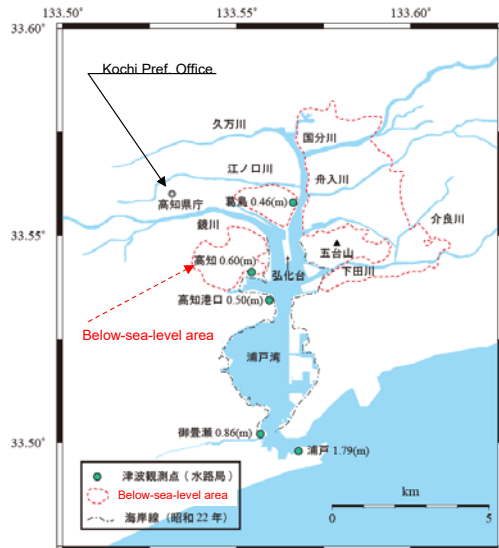 133.50° 133.55° 133.60°
33.60°
Kochi Pref. Office
久万川
国分川
江ノ口川
舟入川
葛島 0.46(m)
高知県庁
介良川
鏡川
33.55°
五台山
高知 0.60(m)
弘化台
下田川
高知港口 0.50(m)
Below-sea-level area
浦戸湾
御畳瀬 0.86(m)
33.50°
浦戸 1.79(m)
津波観測点（水路局）
Below-sea-level area
海岸線（昭和 22 年）
km
0 5